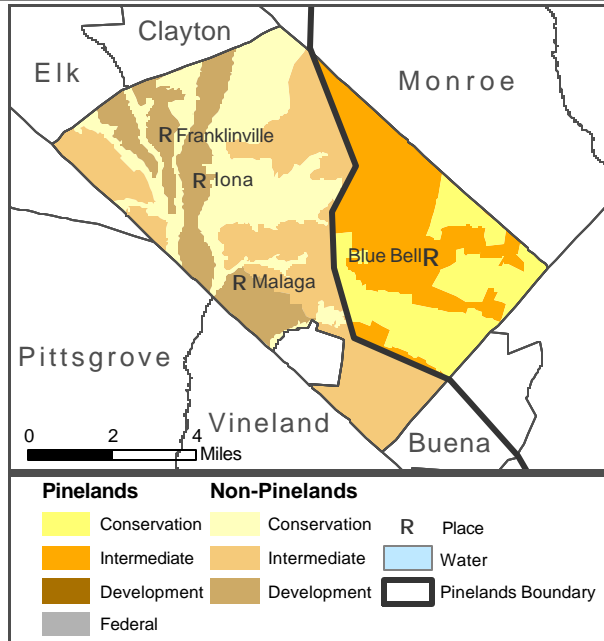 Clayton
Elk
Monroe
R Franklinville
R Iona
Blue Bell R
R Malaga
Pittsgrove
Vineland
Buena
0 2 4
Miles
Pinelands Non-Pinelands
Conservation Conservation R Place
Intermediate Intermediate Water
Development Development Pinelands Boundary
Federal